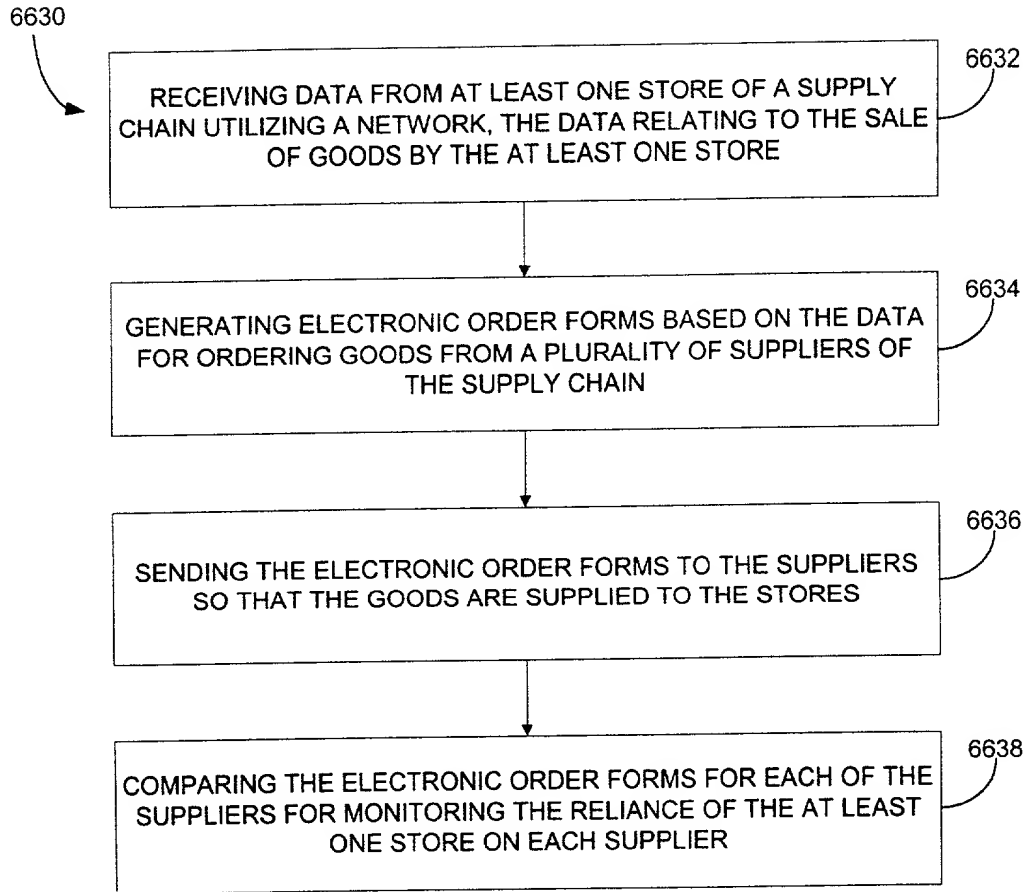 6630
6632
RECEIVING DATA FROM AT LEAST ONE STORE OF A SUPPLY
CHAIN UTILIZING A NETWORK, THE DATA RELATING TO THE SALE
OF GOODS BY THE AT LEAST ONE STORE
6634
GENERATING ELECTRONIC ORDER FORMS BASED ON THE DATA
FOR ORDERING GOODS FROM A PLURALITY OF SUPPLIERS OF
THE SUPPLY CHAIN
6636
SENDING THE ELECTRONIC ORDER FORMS TO THE SUPPLIERS
SO THAT THE GOODS ARE SUPPLIED TO THE STORES
6638
COMPARING THE ELECTRONIC ORDER FORMS FOR EACH OF THE
SUPPLIERS FOR MONITORING THE RELIANCE OF THE AT LEAST
ONE STORE ON EACH SUPPLIER